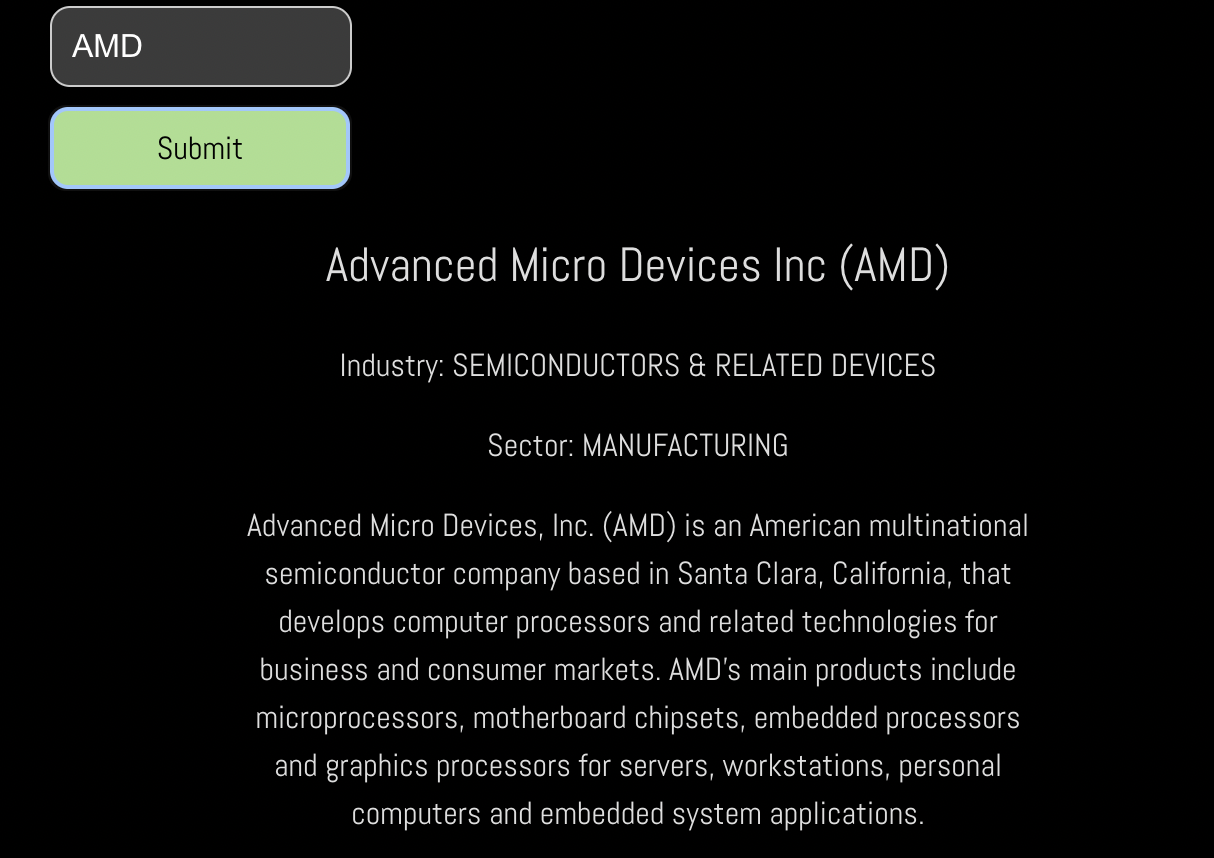 AMD
Submit
Advanced Micro Devices Inc (AMD)
Industry: SEMICONDUCTORS & RELATED DEVICES
Sector: MANUFACTURING
Advanced Micro Devices, Inc. (AMD) is an American multinational
semiconductor company based in Santa Clara, California, that
develops computer processors and related technologies for
business and consumer markets. AMD's main products include
microprocessors, motherboard chipsets, embedded processors
and graphics processors for servers, workstations, personal
computers and embedded system applications.